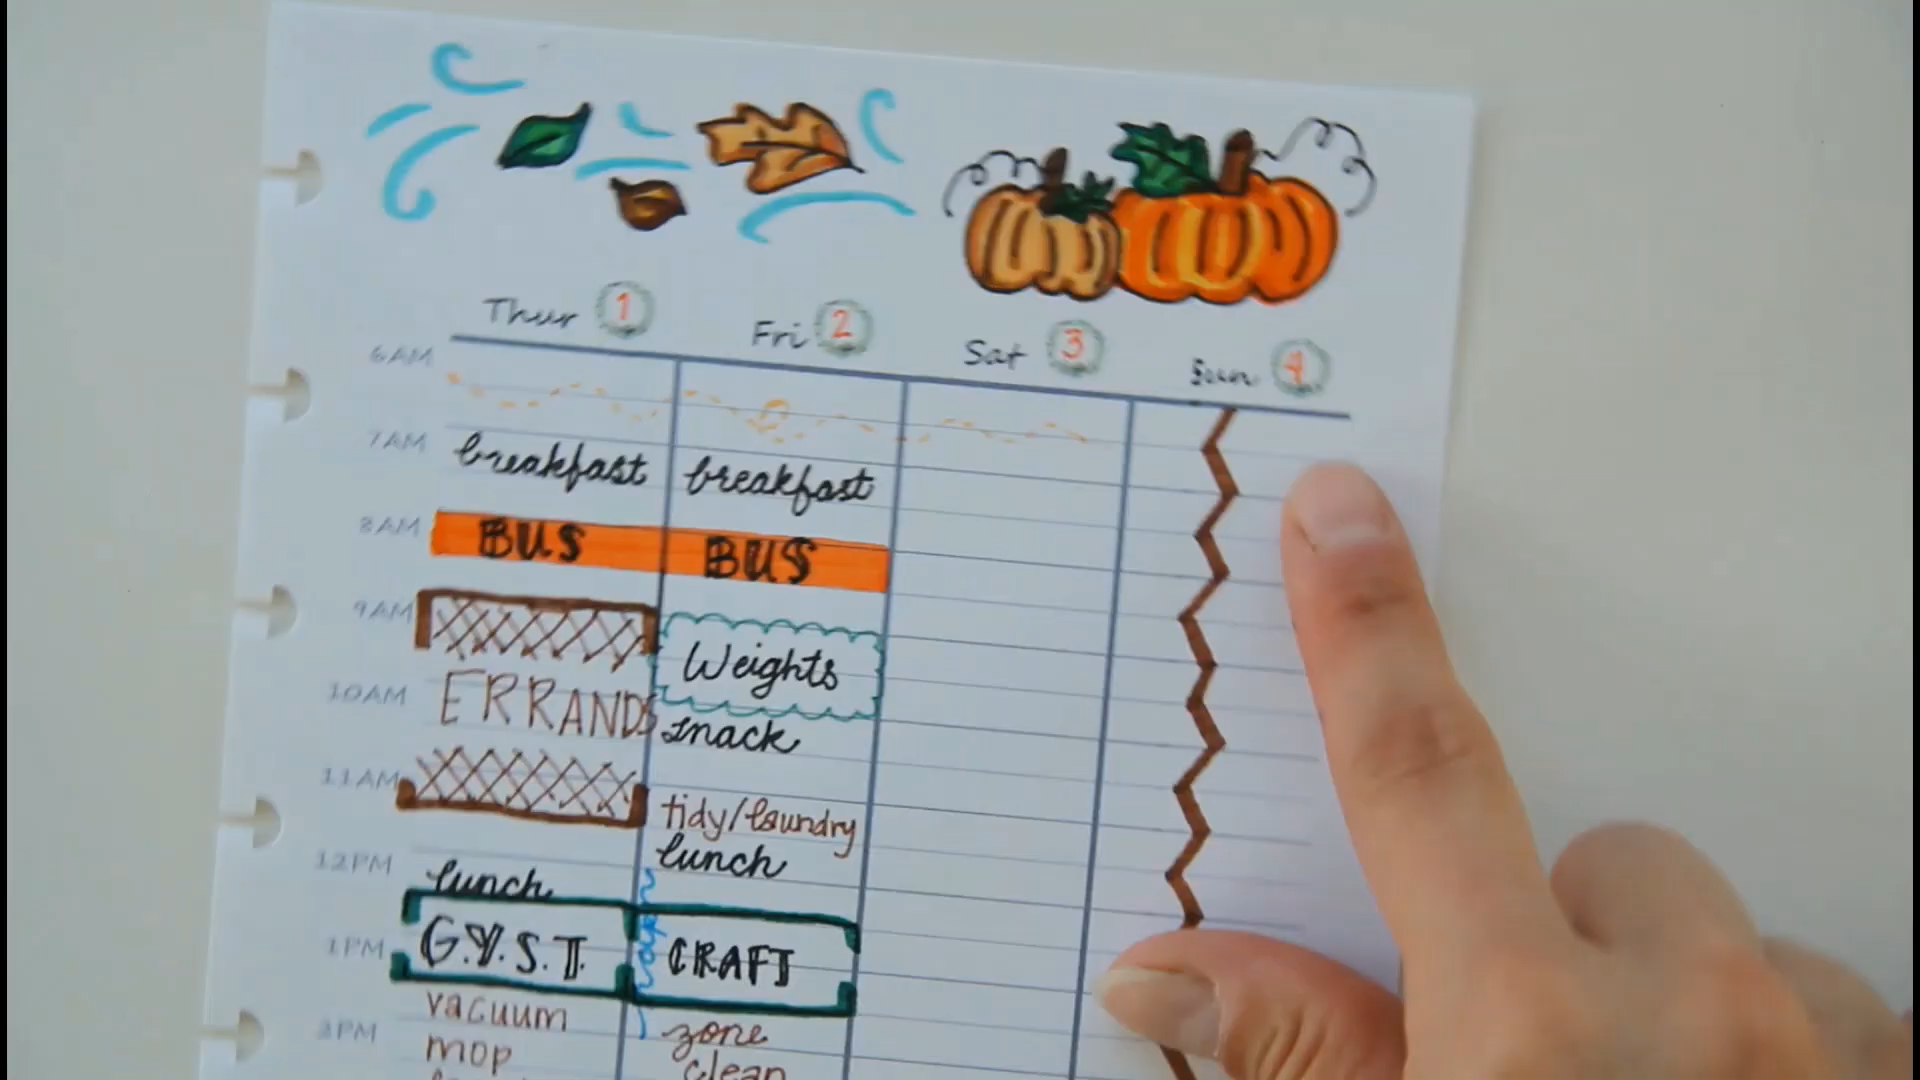 Thur 1 Fri 2 Sat 3 Sun 4
6AM
7AM
breakfast breakfast
8AM
BUS BUS
9AM
Weights
10AM
ERRANDS
snack
11AM
tidy/laundry
12PM
lunch
lunch
1PM
G.Y.S.T. CRAFT
vacuum
zone
mop
clean